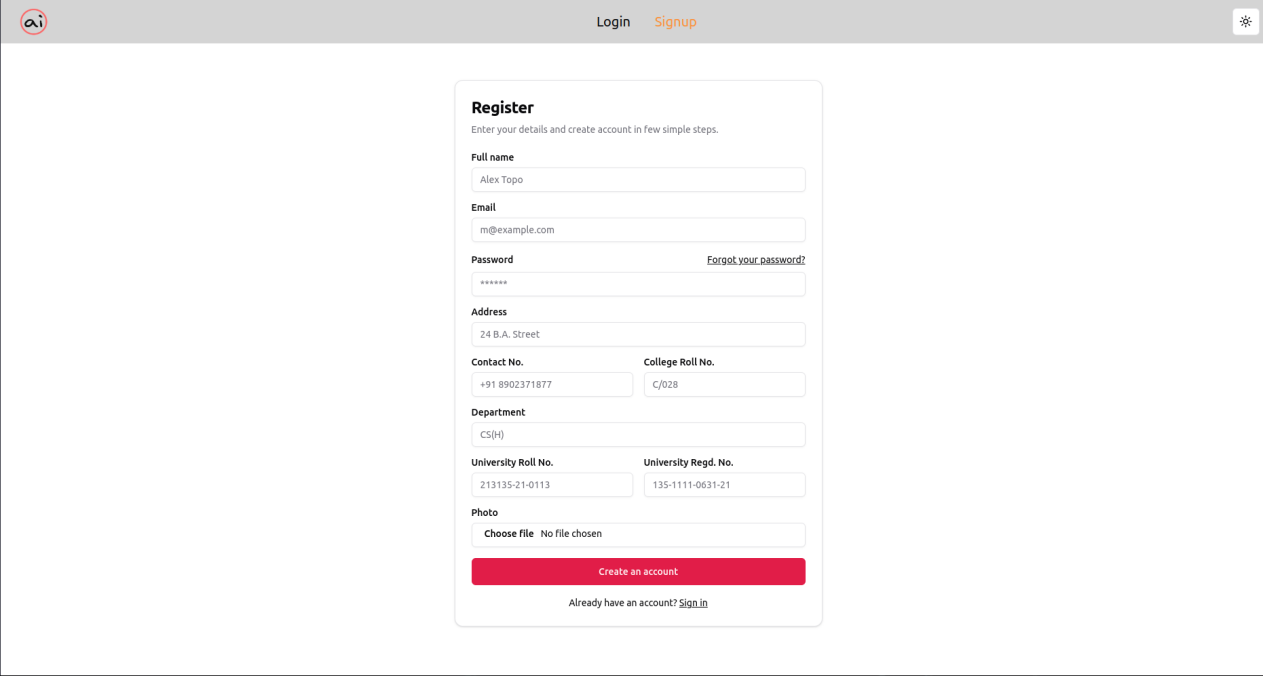 ai
Login Signup
Register
Enter your details and create account in few simple steps.
Full name
Alex Topo
Email
m@example.com
Password Forgot your password?
******
Address
24 B.A. Street
Contact No. College Roll No.
+91 8902371877 C/028
Department
CS(H)
University Roll No. University Regd. No.
213135-21-0113 135-1111-0631-21
Photo
Choose file No file chosen
Create an account
Already have an account? Sign in